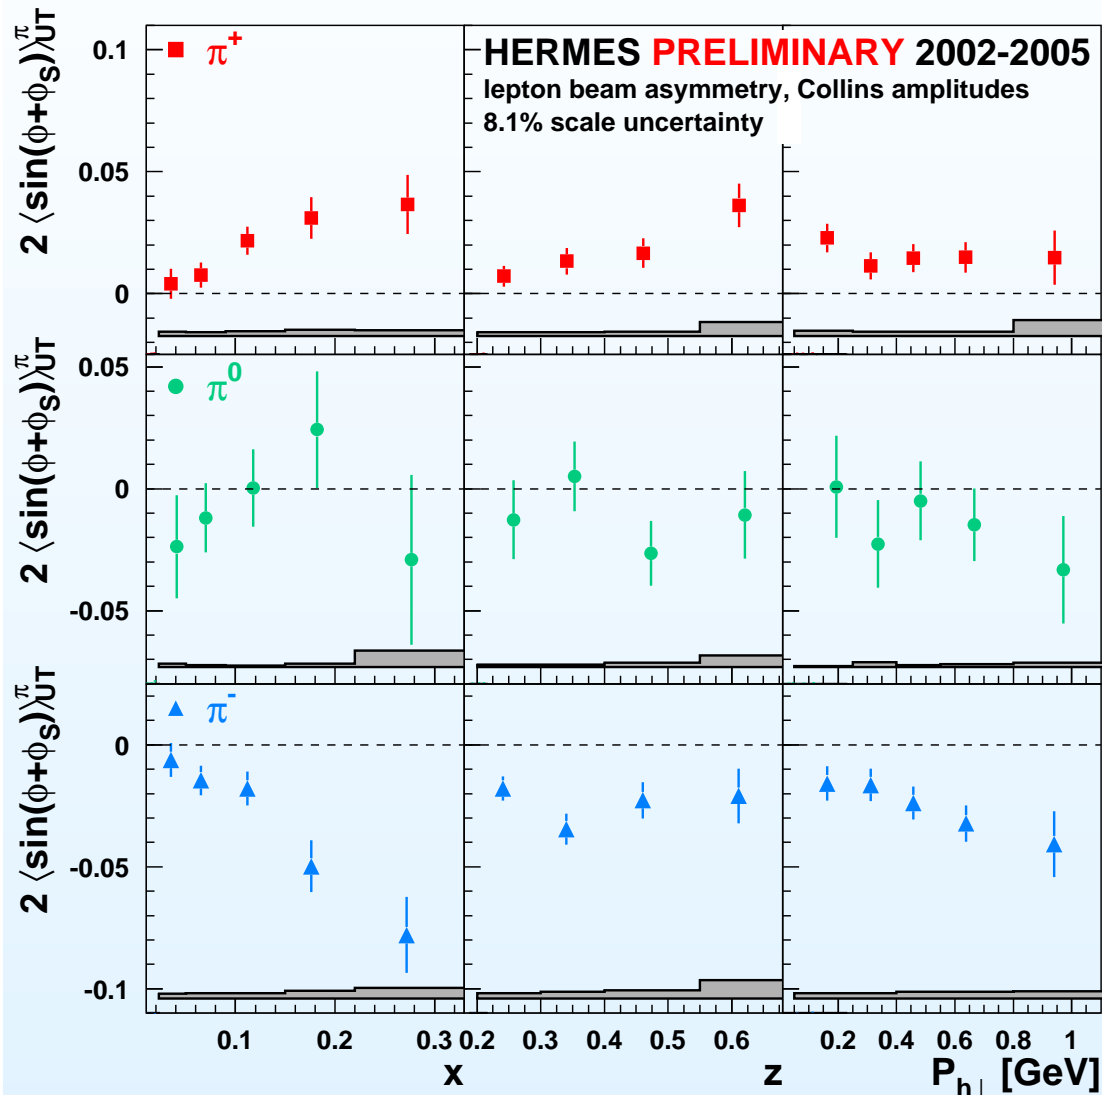 HERMES PRELIMINARY 2002-2005
lepton beam asymmetry, Collins amplitudes
8.1% scale uncertainty
2 ⟨sin(ϕ+ϕS)⟩πUT
π+
0.1
0.05
0
2 ⟨sin(ϕ+ϕS)⟩πUT
π0
0.05
0
-0.05
2 ⟨sin(ϕ+ϕS)⟩πUT
π-
0
-0.05
-0.1
0.1 0.2 0.3 0.2 0.3 0.4 0.5 0.6 0.2 0.4 0.6 0.8 1
x z Ph⊥ [GeV]